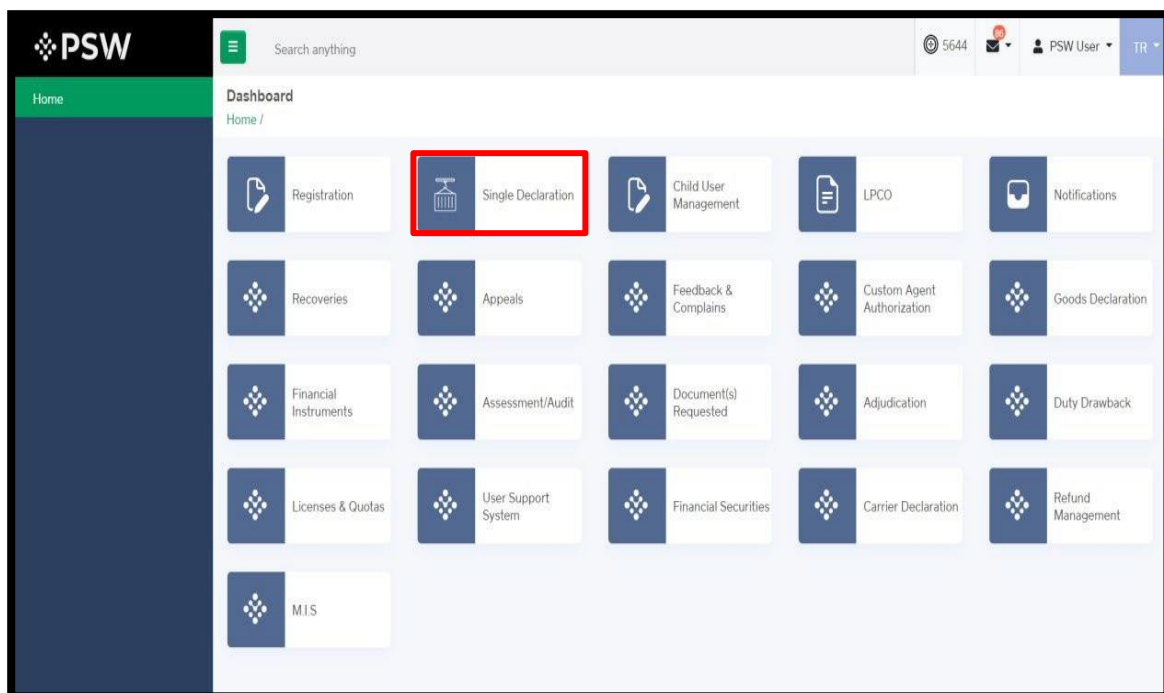 PSW
Search anything
5644
86
PSW User
TR
Home
Dashboard
Home /
Registration
Single Declaration
Child User
Management
LPCO
Notifications
Recoveries
Appeals
Feedback &
Complains
Custom Agent
Authorization
Goods Declaration
Financial
Instruments
Assessment/Audit
Document(s)
Requested
Adjudication
Duty Drawback
Licenses & Quotas
User Support
System
Financial Securities
Carrier Declaration
Refund
Management
M.I.S